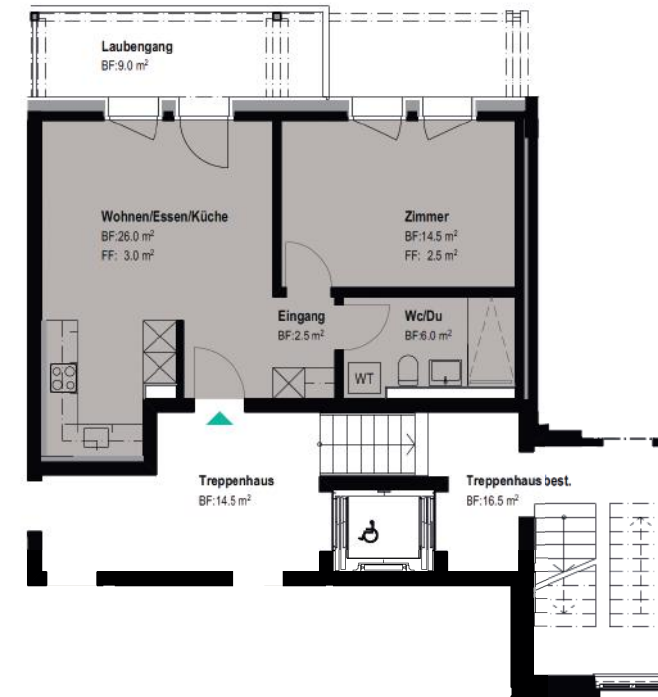 Laubengang
BF:9.0 m²
Wohnen/Essen/Küche
BF:26.0 m²
FF: 3.0 m²
Zimmer
BF:14.5 m²
FF: 2.5 m²
Eingang
BF:2.5 m²
Wc/Du
BF:6.0 m²
WT
Treppenhaus
BF:14.5 m²
Treppenhaus best.
BF:16.5 m²